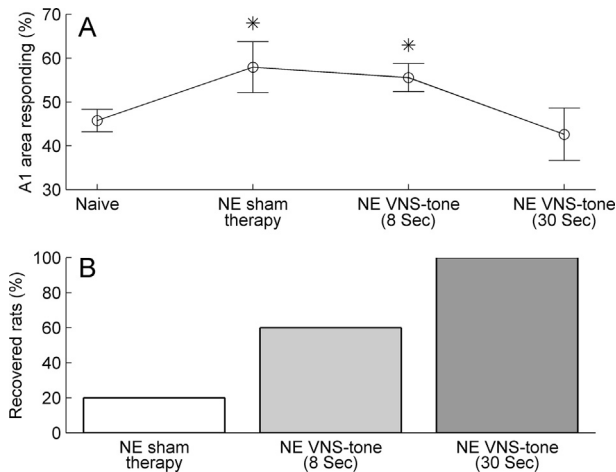 A
*
*
A1 area responding (%)
70
60
50
40
30
Naive
NE sham
therapy
NE VNS-tone
(8 Sec)
NE VNS-tone
(30 Sec)
B
Recovered rats (%)
100
80
60
40
20
0
NE sham
therapy
NE VNS-tone
(8 Sec)
NE VNS-tone
(30 Sec)